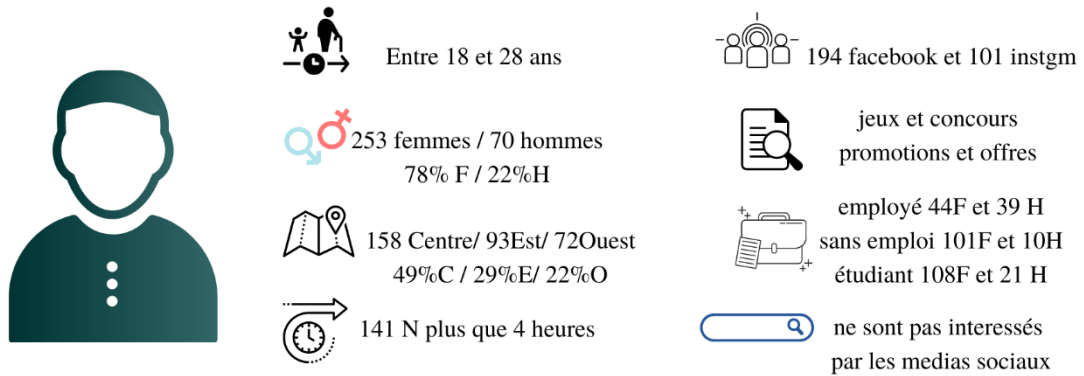 Entre 18 et 28 ans
253 femmes / 70 hommes
78% F / 22%H
158 Centre/ 93Est/ 72Ouest
49%C / 29%E/ 22%O
141 N plus que 4 heures
194 facebook et 101 instgm
jeux et concours
promotions et offres
employé 44F et 39 H
sans emploi 101F et 10H
étudiant 108F et 21 H
ne sont pas interessés
par les medias sociaux